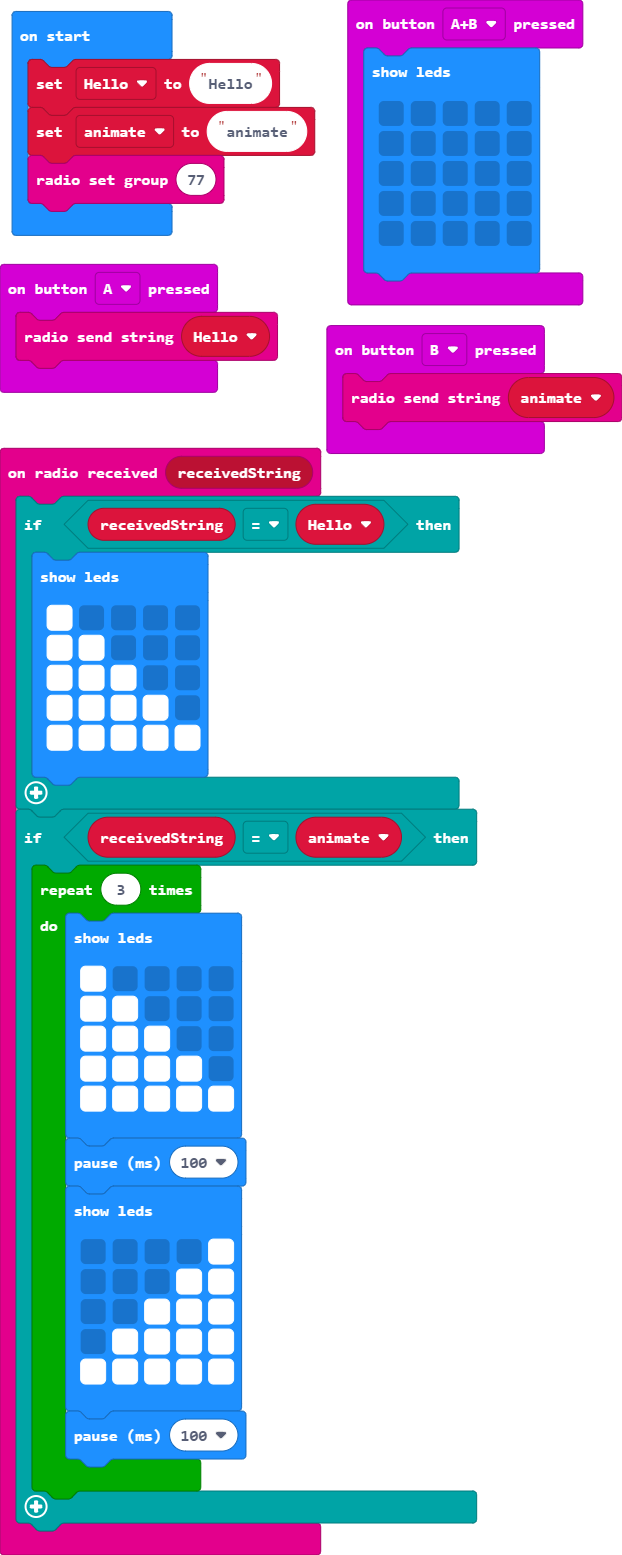 on start
set Hello to "Hello"
set animate to "animate"
radio set group 77
on button A+B pressed
show leds
on button A pressed
radio send string Hello
on button B pressed
radio send string animate
on radio received receivedString
if receivedString = Hello then
show leds
if receivedString = animate then
repeat 3 times
do
show leds
pause (ms) 100
show leds
pause (ms) 100